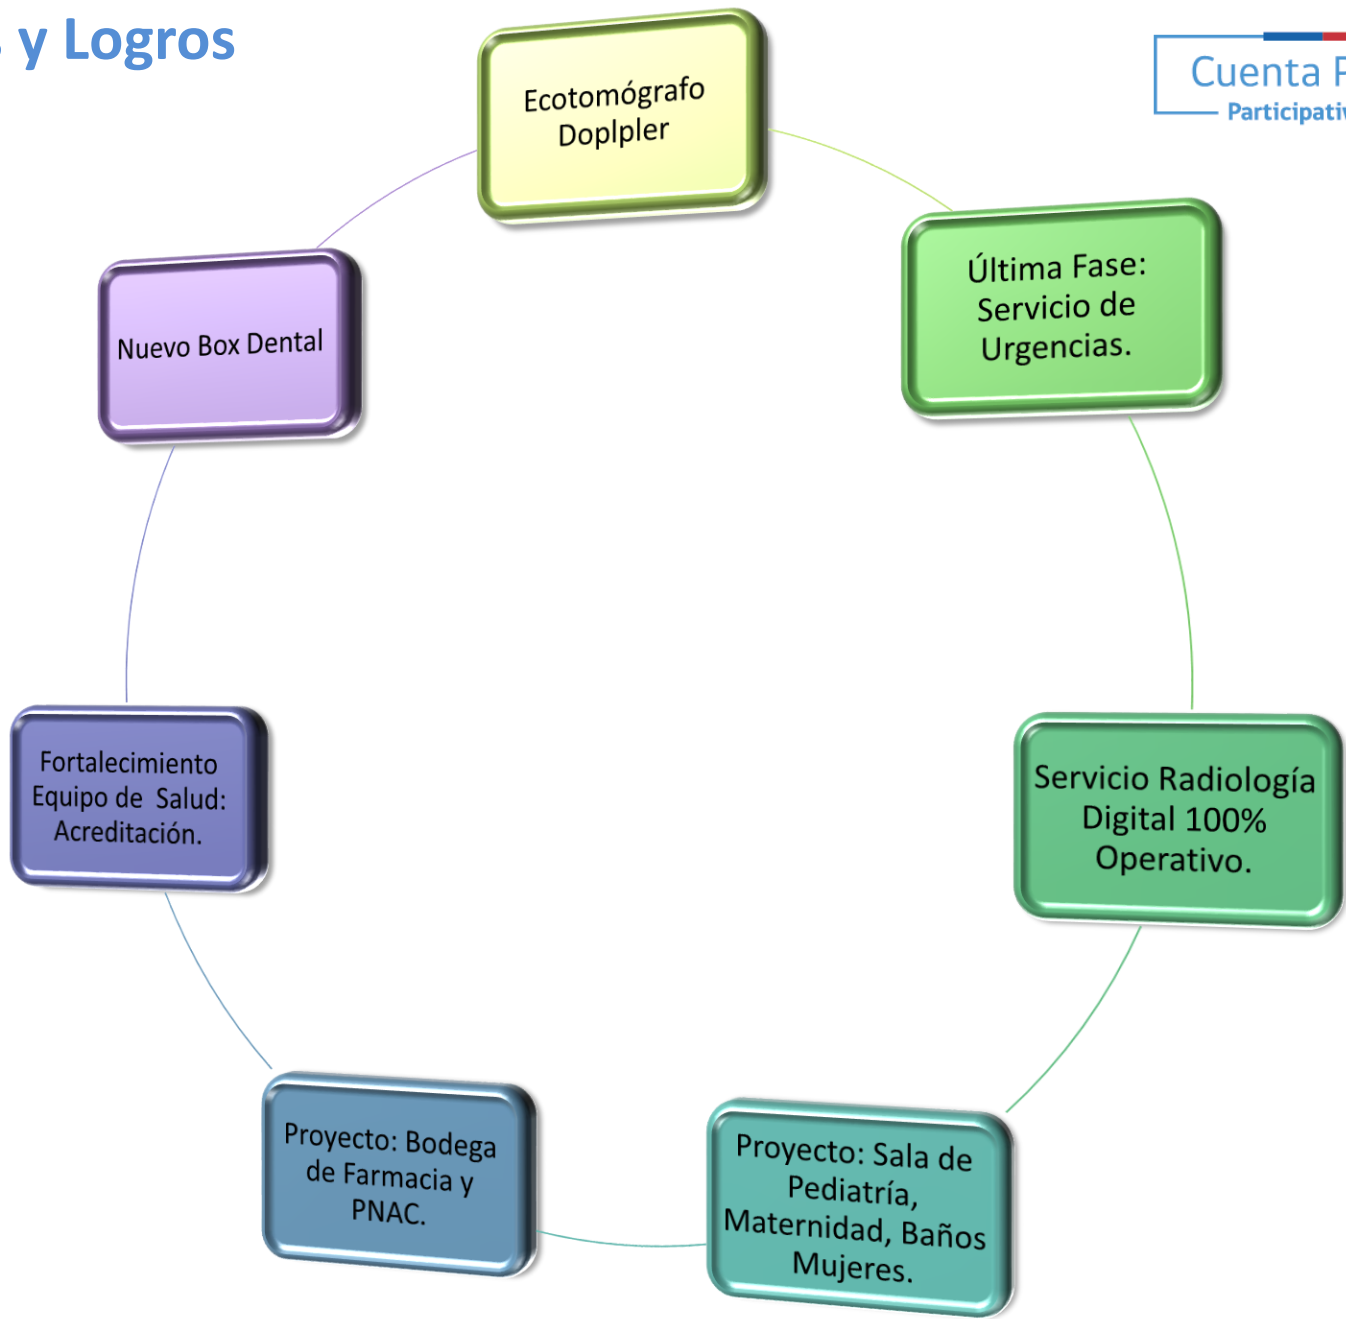 y Logros
Cuenta
Ecotomógrafo
Doplpler
Última Fase:
Servicio de
Urgencias.
Servicio Radiología
Digital 100%
Operativo.
Proyecto: Sala de
Pediatría,
Maternidad, Baños
Mujeres.
Proyecto: Bodega
de Farmacia y
PNAC.
Fortalecimiento
Equipo de Salud:
Acreditación.
Nuevo Box Dental